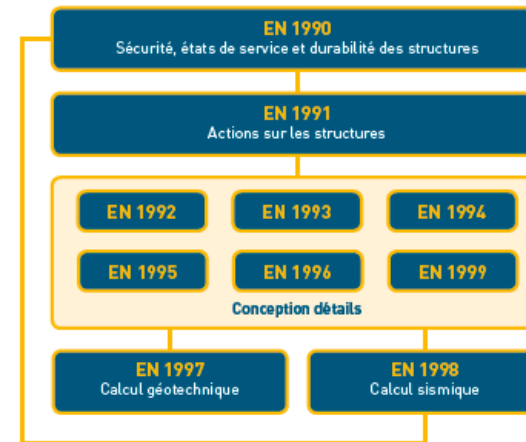 EN 1990
Sécurité, états de service et durabilité des structures
EN 1991
Actions sur les structures
EN 1992
EN 1993
EN 1994
EN 1995
EN 1996
EN 1999
Conception détails
EN 1997
Calcul géotechnique
EN 1998
Calcul sismique